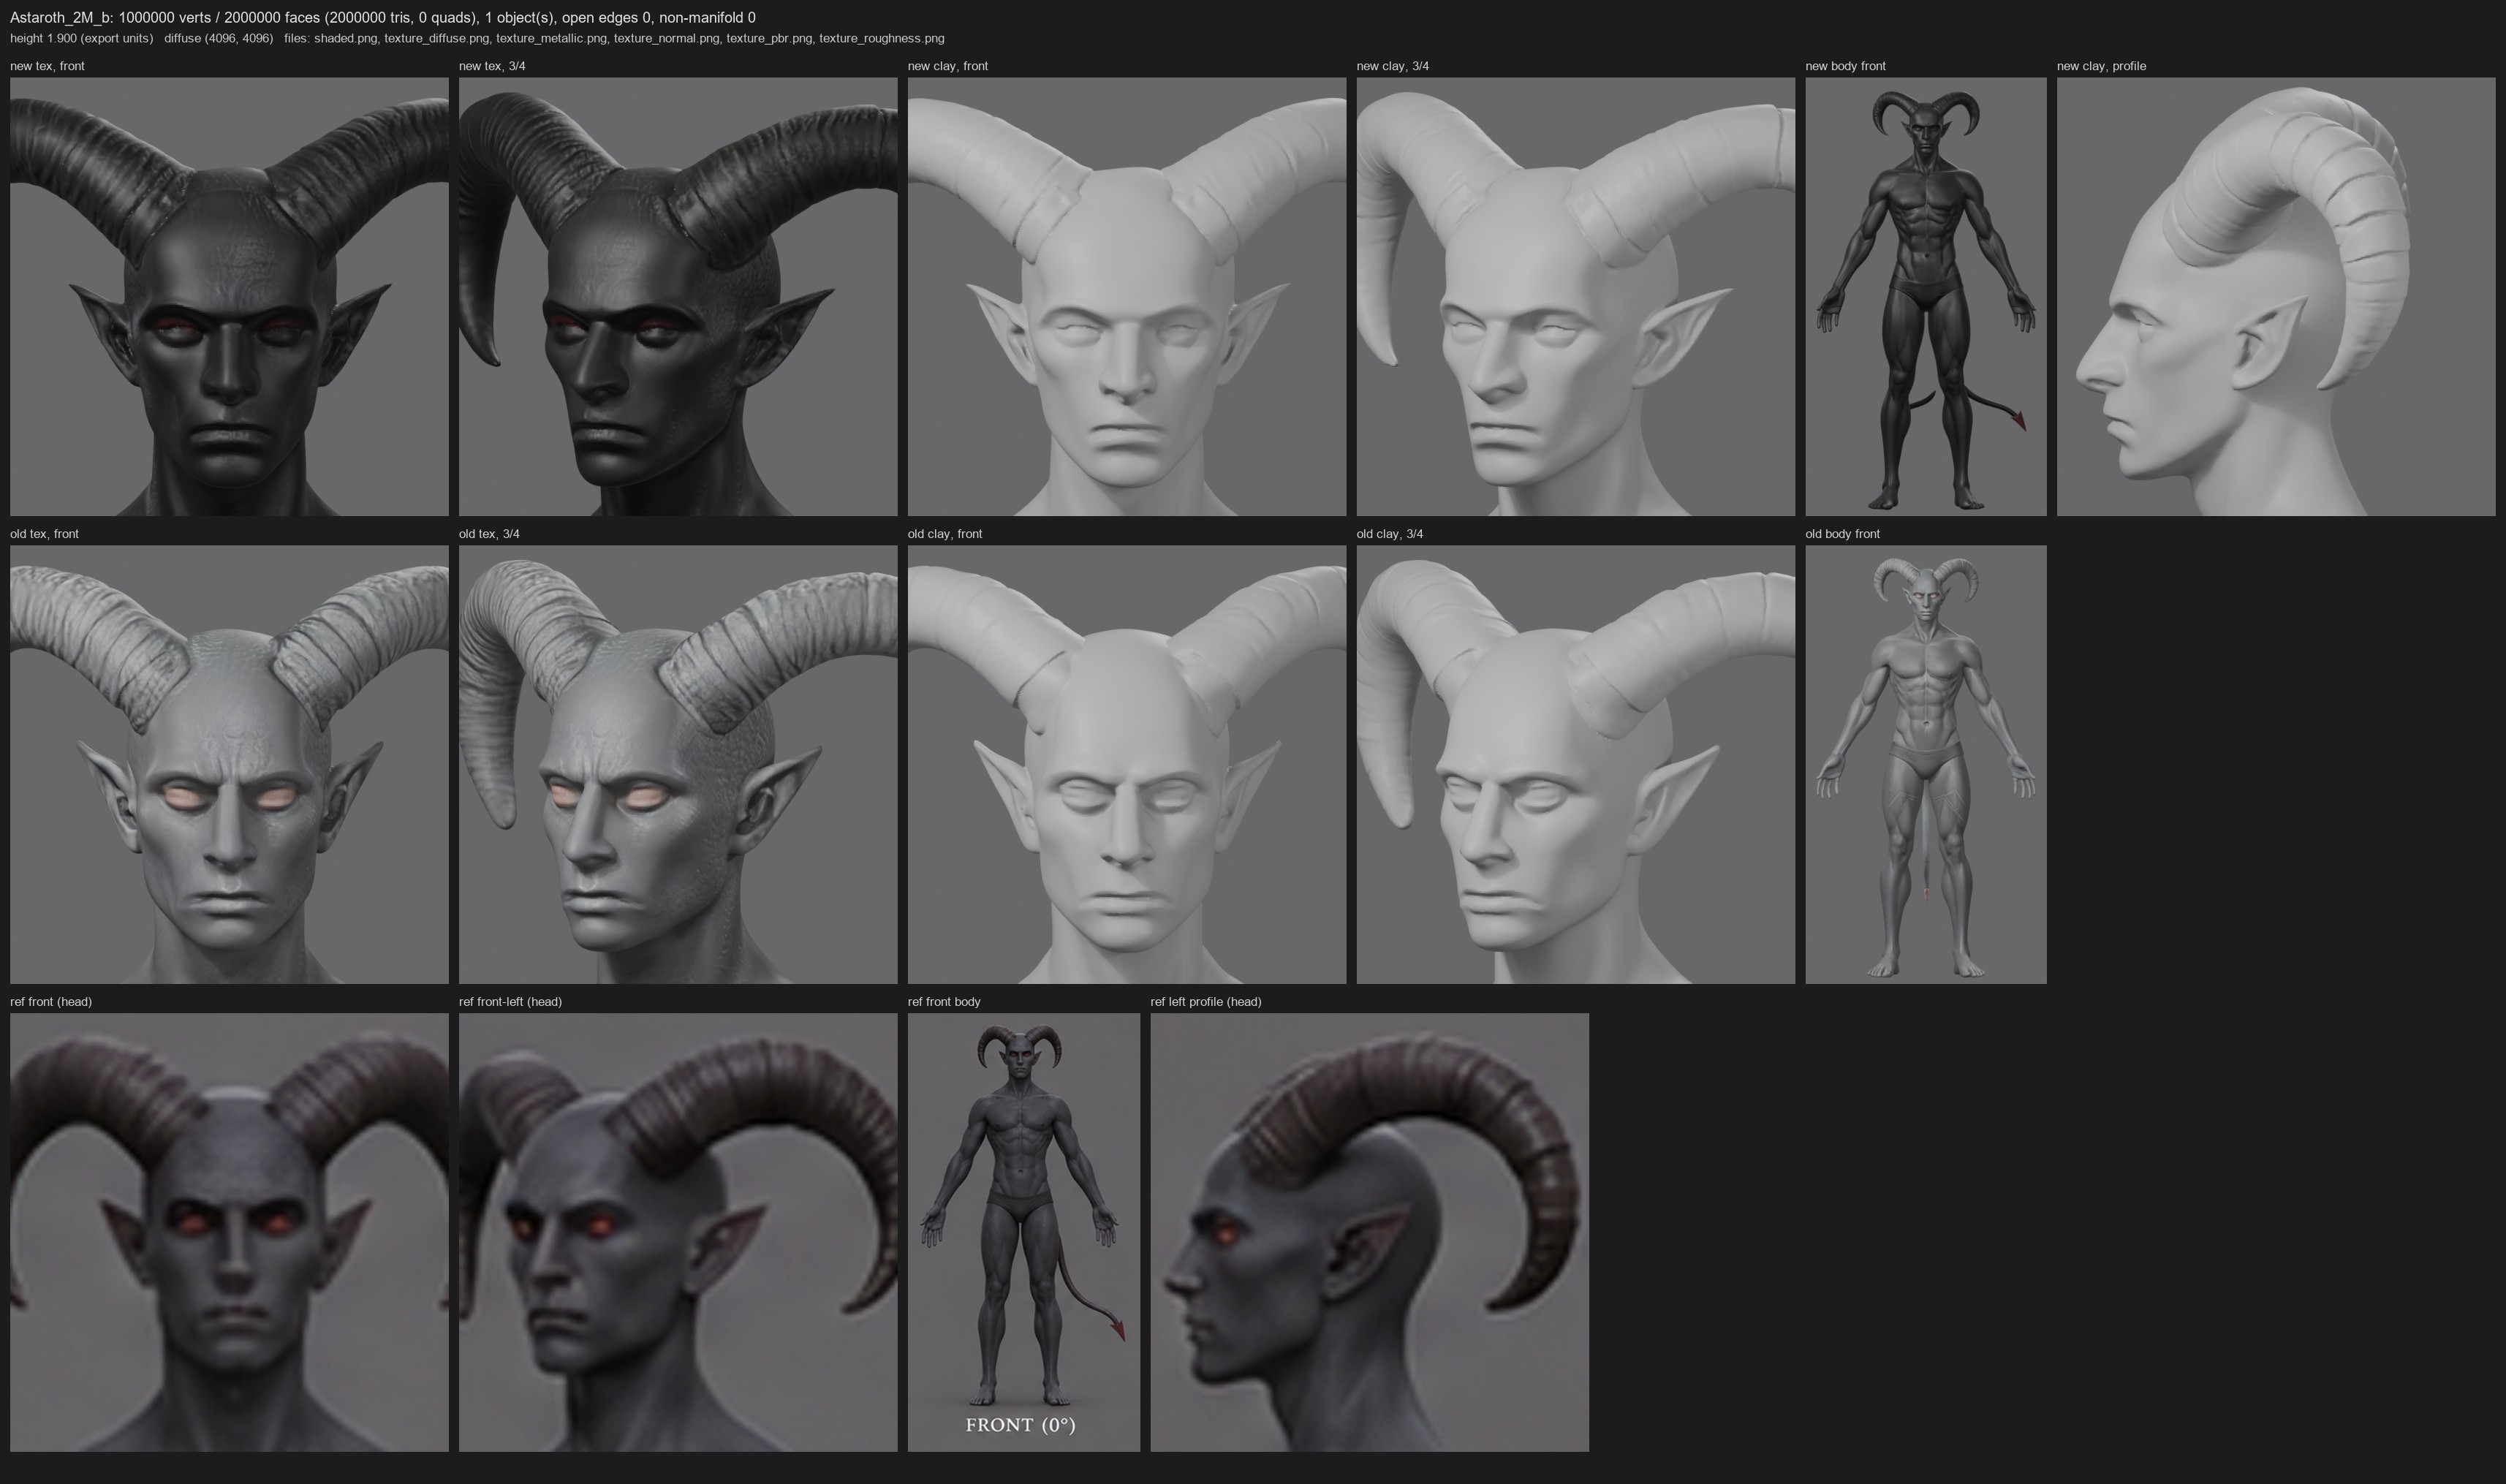 Astaroth_2M_b: 1000000 verts / 2000000 faces (2000000 tris, 0 quads), 1 object(s), open edges 0, non-manifold 0
height 1.900 (export units)   diffuse (4096, 4096)   files: shaded.png, texture_diffuse.png, texture_metallic.png, texture_normal.png, texture_pbr.png, texture_roughness.png
new tex, front
new tex, 3/4
new clay, front
new clay, 3/4
new body front
new clay, profile
old tex, front
old tex, 3/4
old clay, front
old clay, 3/4
old body front
ref front (head)
ref front-left (head)
ref front body
ref left profile (head)
FRONT (0°)